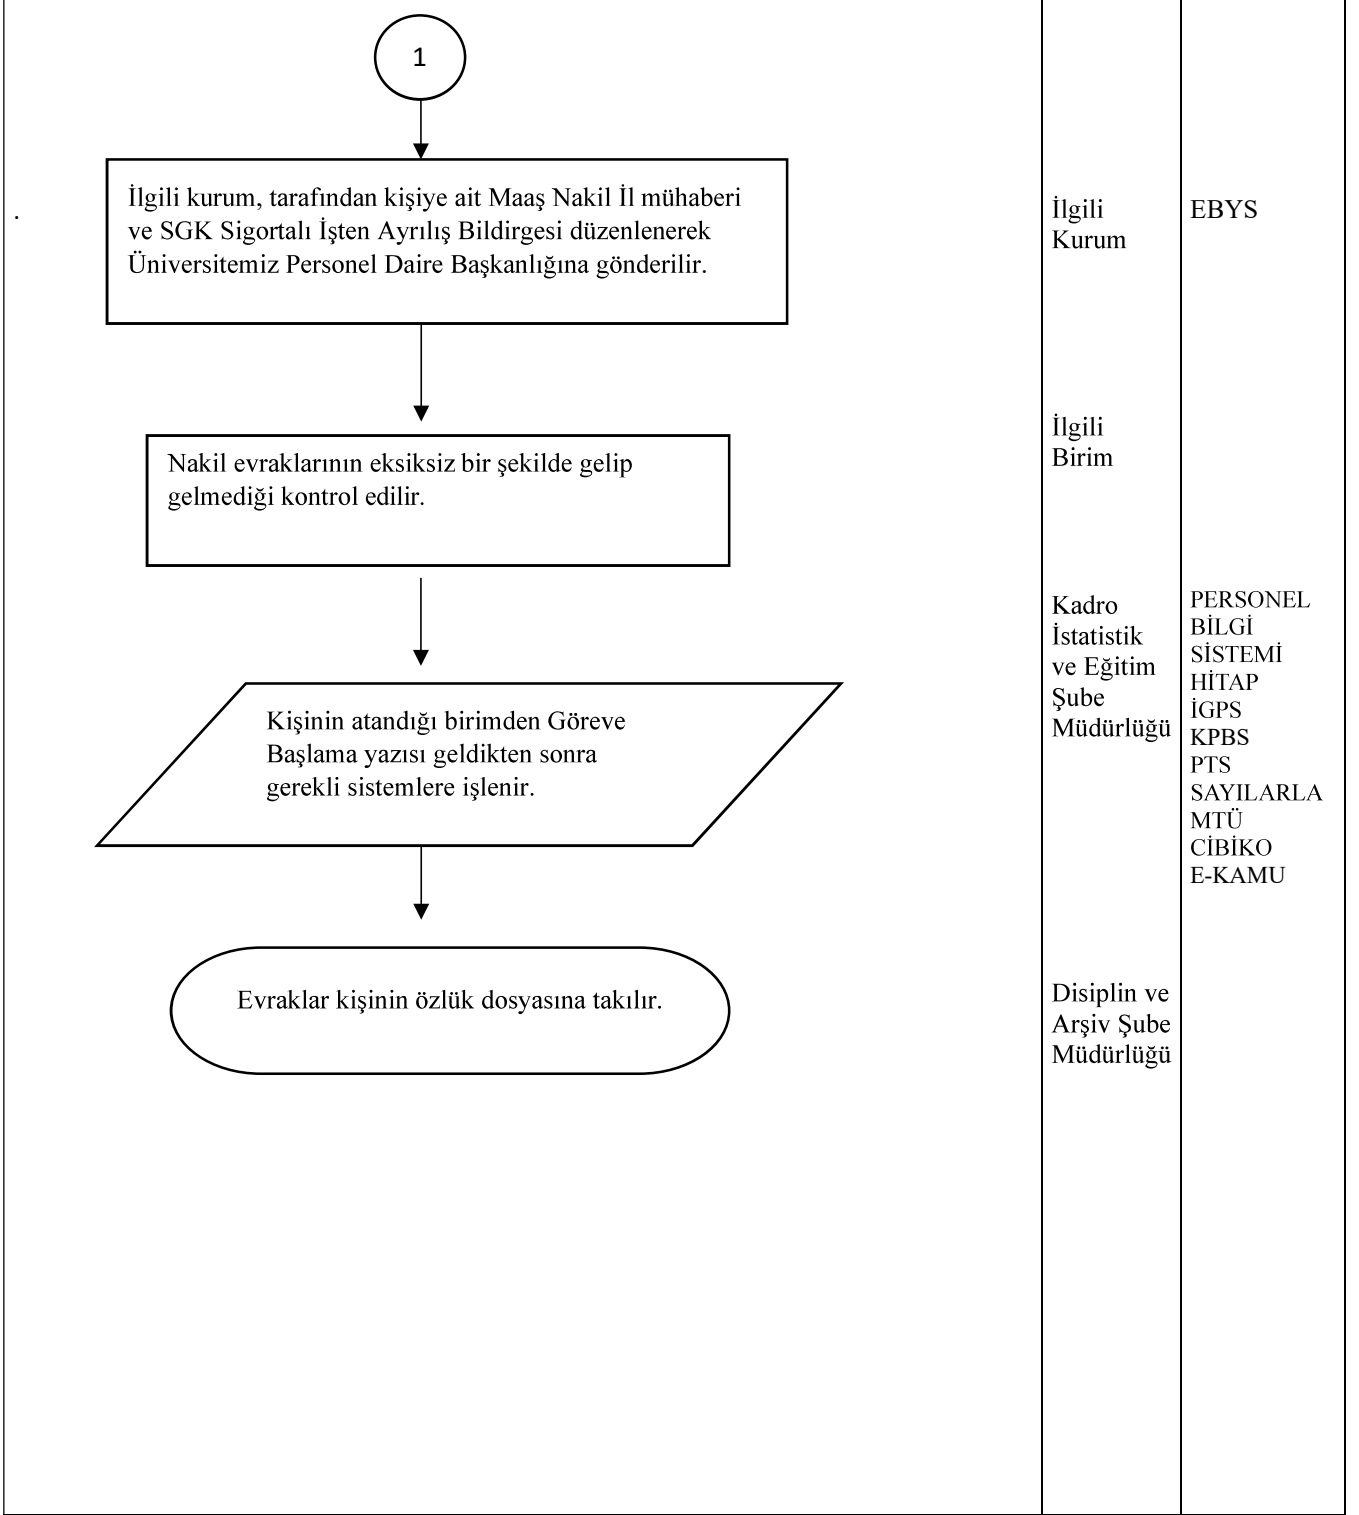 1
İlgili kurum, tarafından kişiye ait Maaş Nakil İl mühaberi
ve SGK Sigortalı İşten Ayrılış Bildirgesi düzenlenerek
Üniversitemiz Personel Daire Başkanlığına gönderilir.
.
İlgili
Kurum
EBYS
Nakil evraklarının eksiksiz bir şekilde gelip
gelmediği kontrol edilir.
İlgili
Birim
Kişinin atandığı birimden Göreve
Başlama yazısı geldikten sonra
gerekli sistemlere işlenir.
Kadro
İstatistik
ve Eğitim
Şube
Müdürlüğü
PERSONEL
BİLGİ
SİSTEMİ
HİTAP
İGPS
KPBS
PTS
SAYILARLA
MTÜ
CİBİKO
E-KAMU
Evraklar kişinin özlük dosyasına takılır.
Disiplin ve
Arşiv Şube
Müdürlüğü